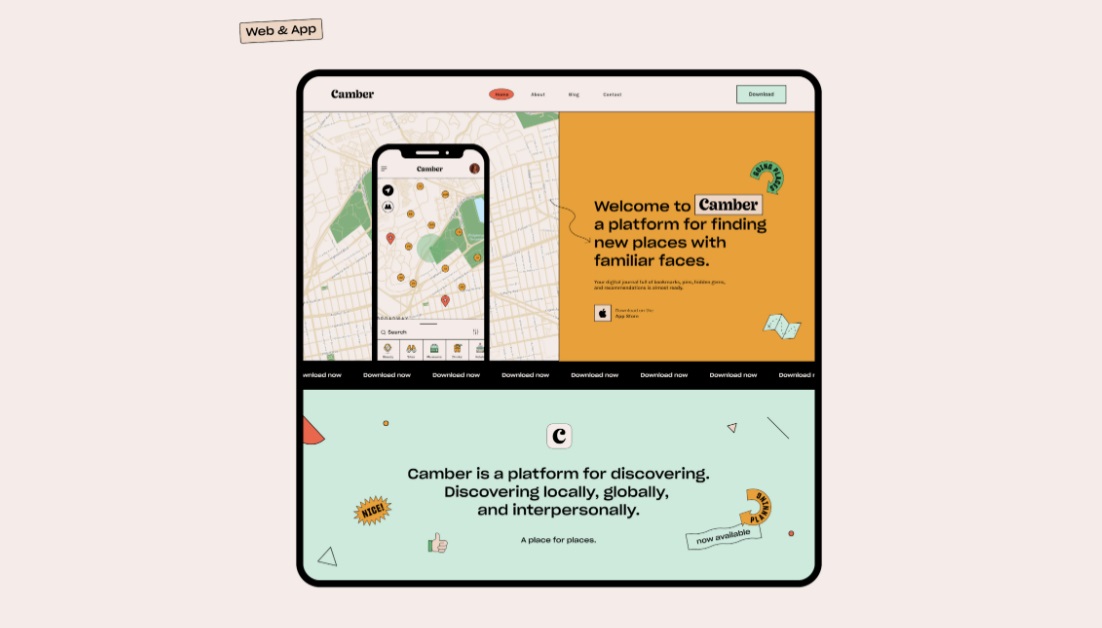 Web & App
Camber
Home
About
Blog
Contact
Download
Camber
BROADWAY
Search
Welcome to Camber
a platform for finding
new places with
familiar faces.
Your digital journal full of bookmarks, pins, hidden gems,
and recommendations is almost ready.
Download on the
App Store
Download now Download now Download now Download now Download now Download now
C
Camber is a platform for discovering.
Discovering locally, globally,
and interpersonally.
A place for places.
NICE!
now available